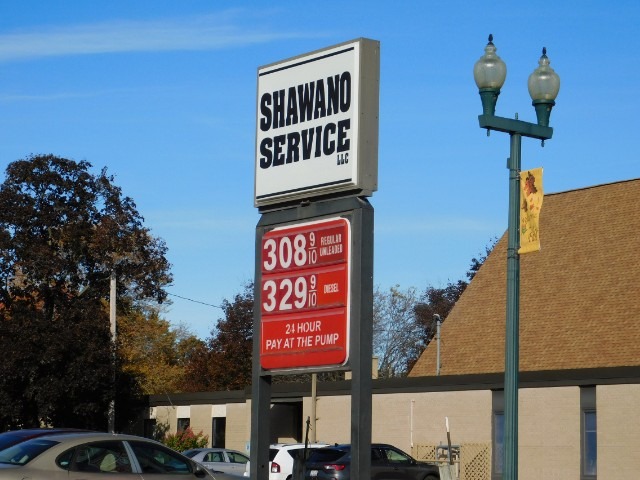 SHAWANO
SERVICE
LLC
308 9/10 REGULAR UNLEADED
329 9/10 DIESEL
24 HOUR
PAY AT THE PUMP